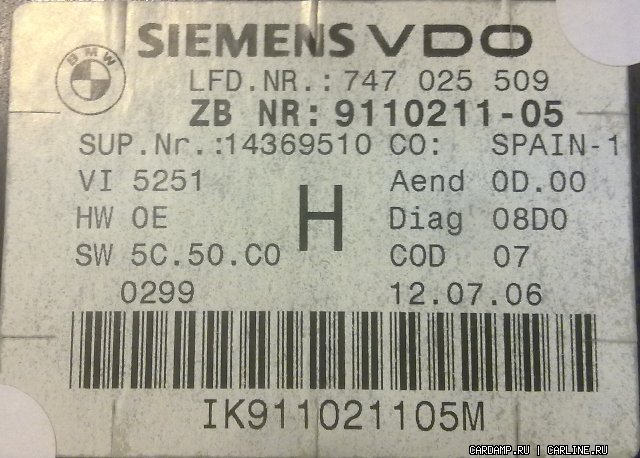 BMW
SIEMENS VDO
LFD.NR.: 747 025 509
ZB NR: 9110211-05
SUP.Nr.:14369510 CO: SPAIN-1
VI 5251 Aend 0D.00
HW 0E H Diag 08D0
SW 5C.50.C0 COD 07
0299 12.07.06
IK911021105M
CARDAMP.RU | CARLINE.RU